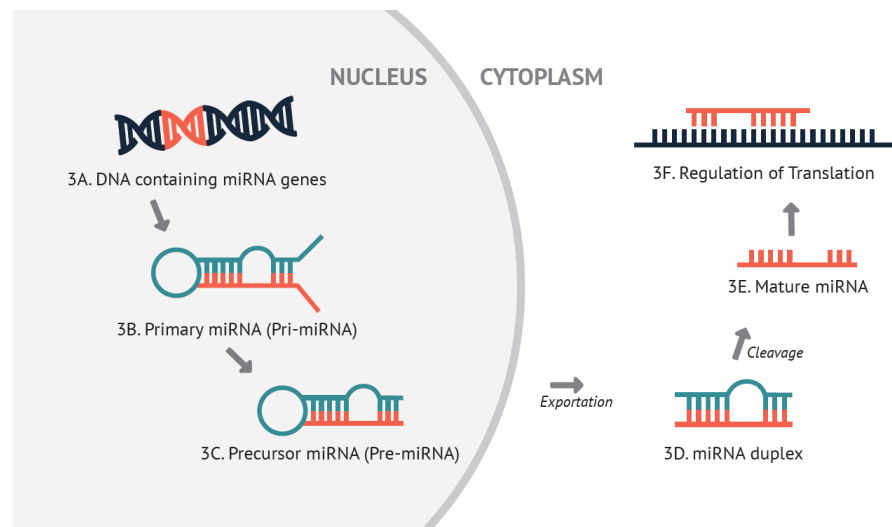 NUCLEUS
CYTOPLASM
3A. DNA containing miRNA genes
3B. Primary miRNA (Pri-miRNA)
3C. Precursor miRNA (Pre-miRNA)
Exportation
3D. miRNA duplex
Cleavage
3E. Mature miRNA
3F. Regulation of Translation